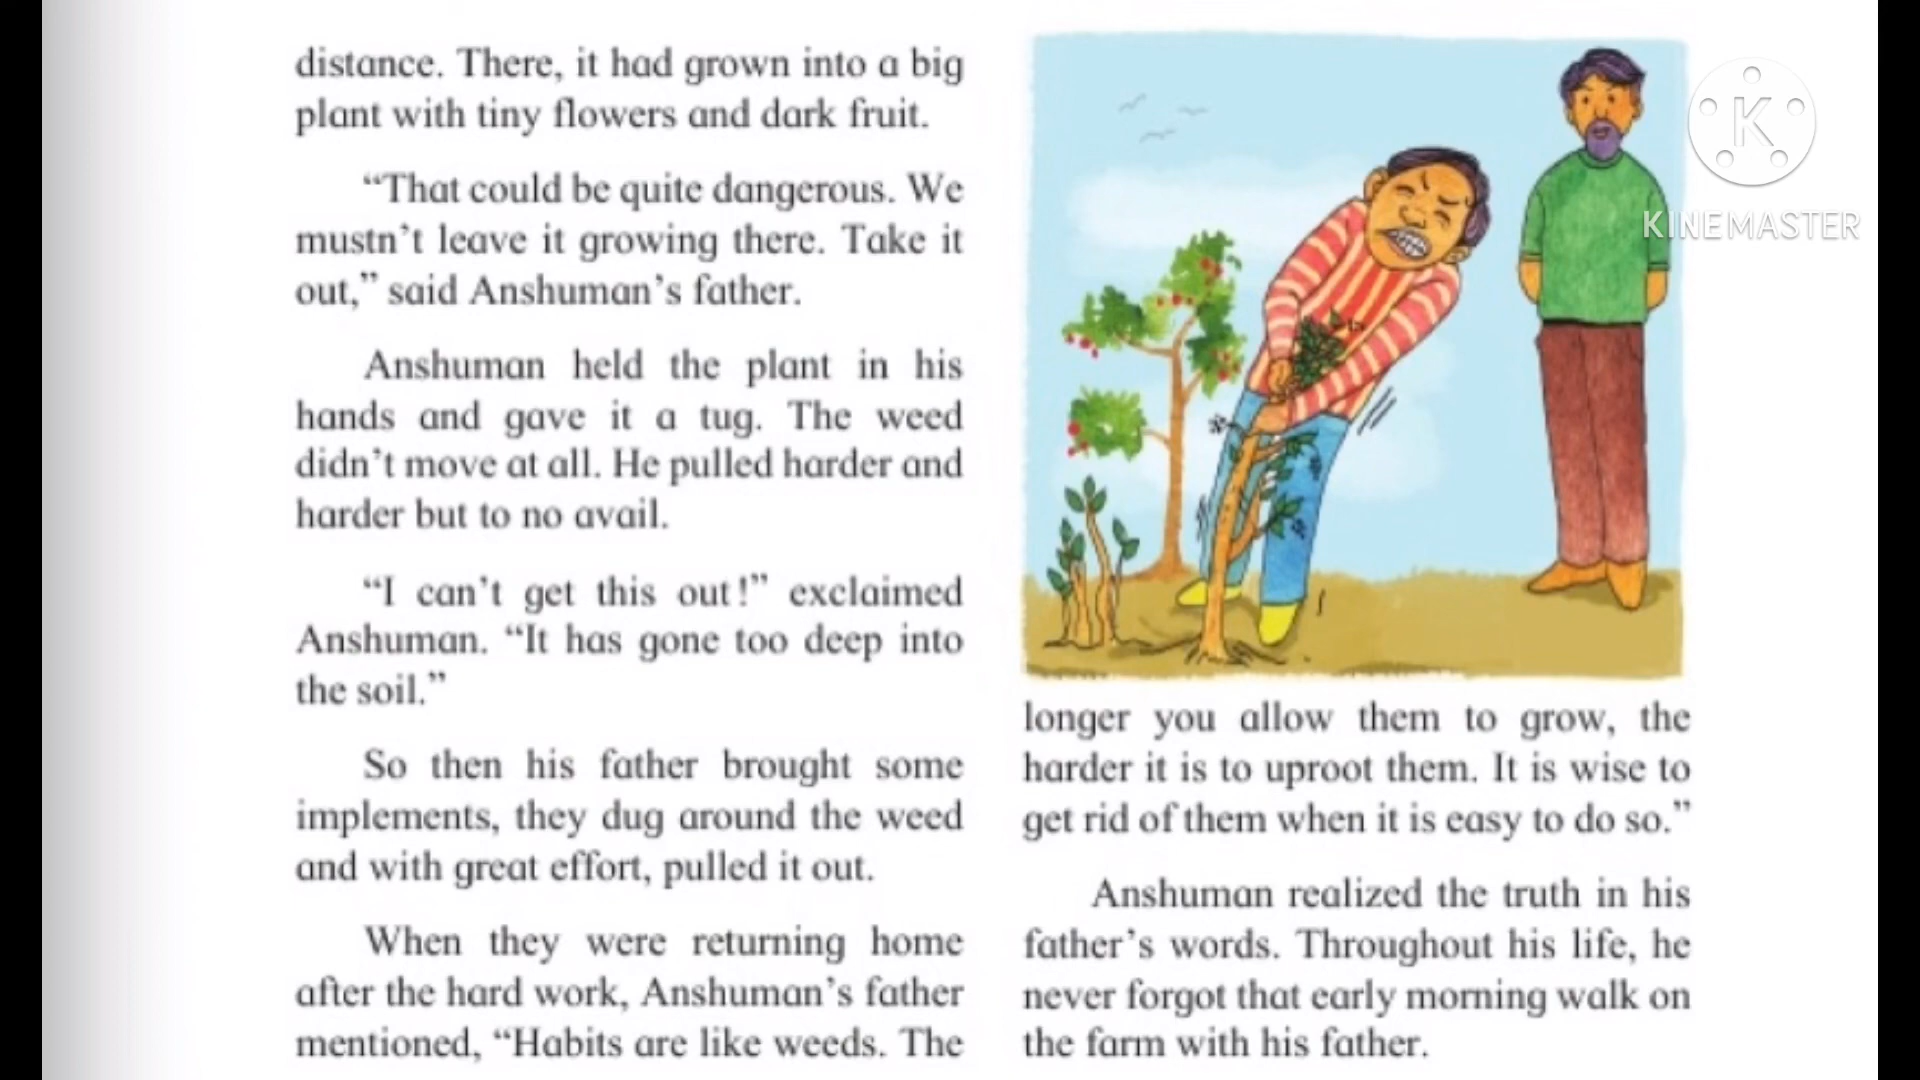 distance. There, it had grown into a big
plant with tiny flowers and dark fruit.
“That could be quite dangerous. We
mustn’t leave it growing there. Take it
out,” said Anshuman’s father.
Anshuman held the plant in his
hands and gave it a tug. The weed
didn’t move at all. He pulled harder and
harder but to no avail.
“I can’t get this out!” exclaimed
Anshuman. “It has gone too deep into
the soil.”
So then his father brought some
implements, they dug around the weed
and with great effort, pulled it out.
When they were returning home
after the hard work, Anshuman’s father
mentioned, “Habits are like weeds. The
longer you allow them to grow, the
harder it is to uproot them. It is wise to
get rid of them when it is easy to do so.”
Anshuman realized the truth in his
father’s words. Throughout his life, he
never forgot that early morning walk on
the farm with his father.
K
KINEMASTER